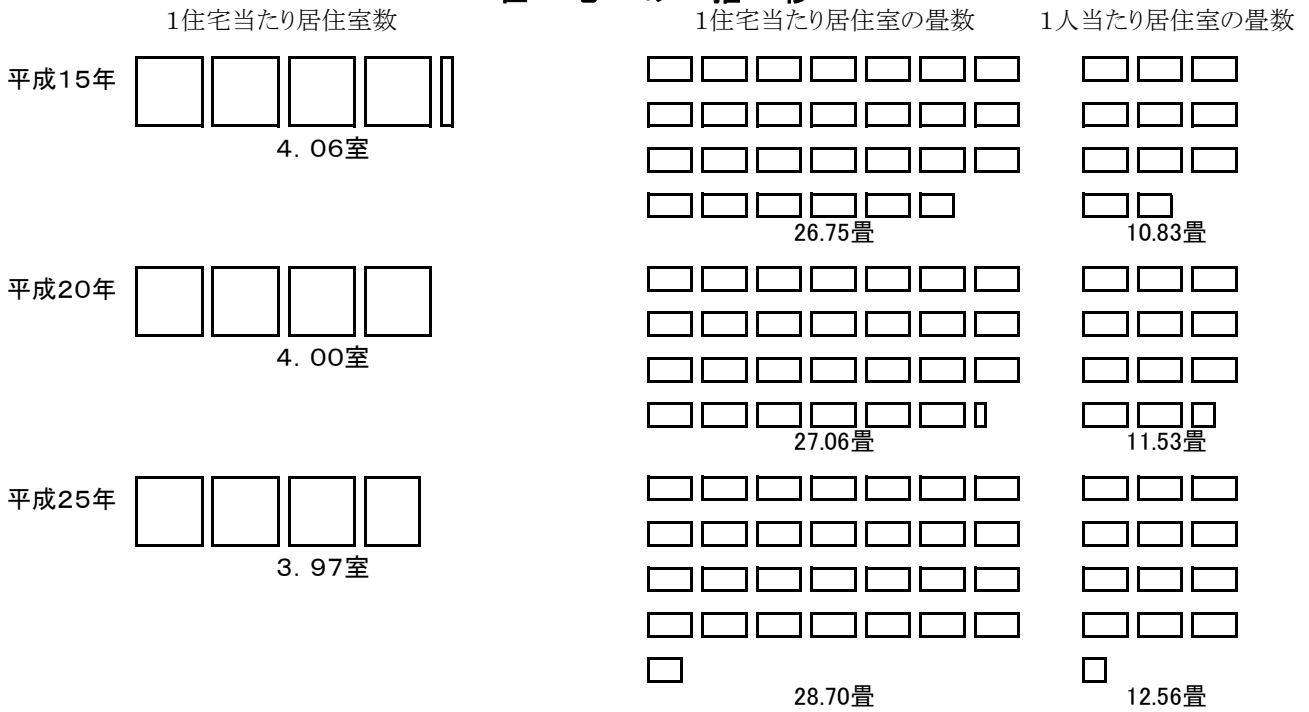 1住宅当たり居住室数 1住宅当たり居住室の畳数 1人当たり居住室の畳数
平成15年
4.06室 26.75畳 10.83畳
平成20年
4.00室 27.06畳 11.53畳
平成25年
3.97室
28.70畳 12.56畳